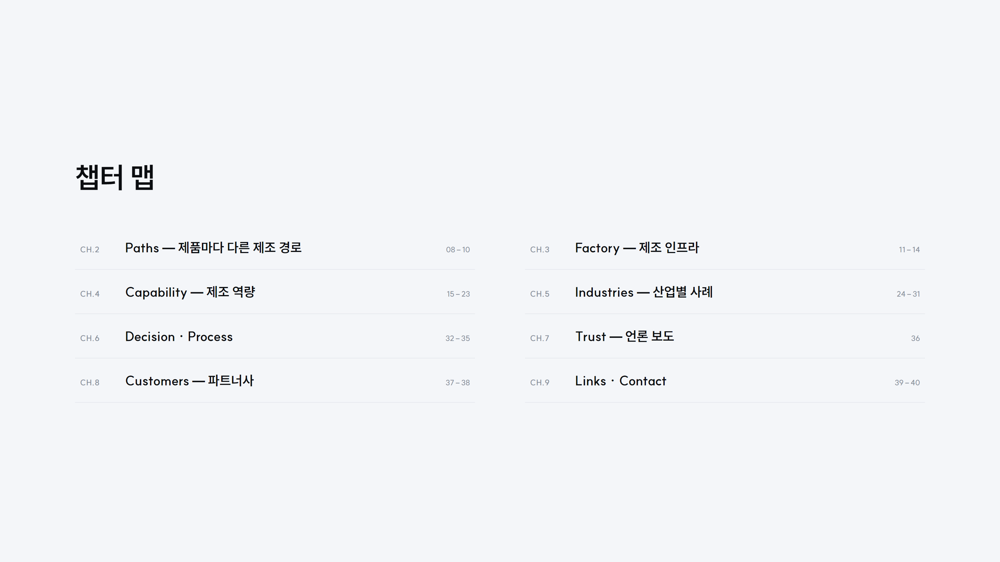 챕터 맵
CH.2 Paths — 제품마다 다른 제조 경로 08–10
CH.3 Factory — 제조 인프라 11–14
CH.4 Capability — 제조 역량 15–23
CH.5 Industries — 산업별 사례 24–31
CH.6 Decision · Process 32–35
CH.7 Trust — 언론 보도 36
CH.8 Customers — 파트너사 37–38
CH.9 Links · Contact 39–40